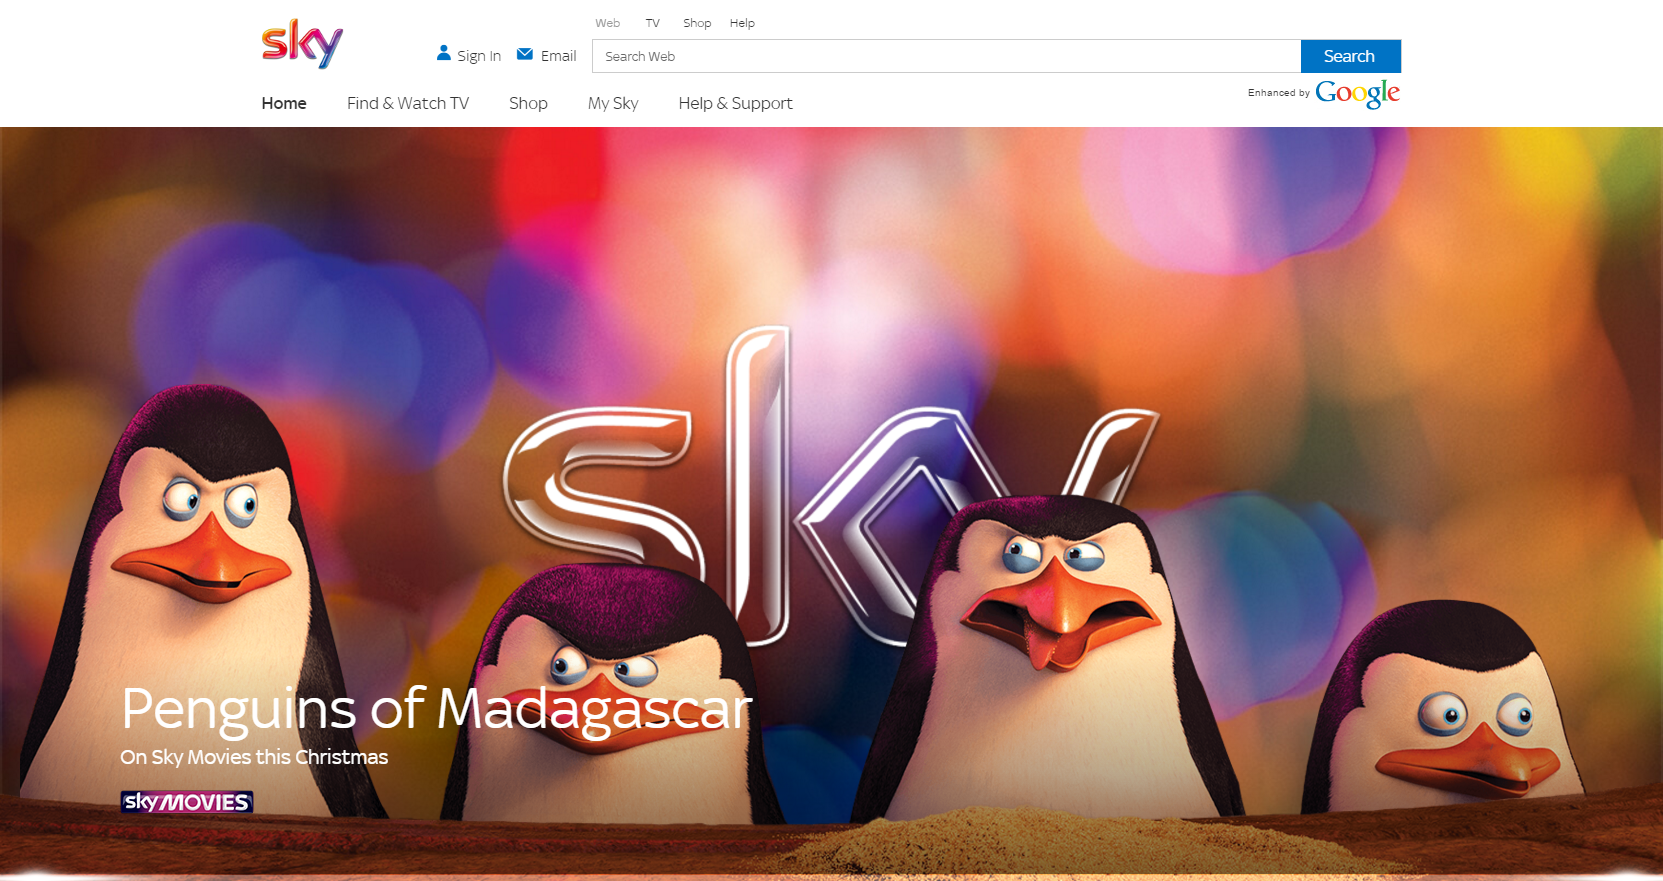 sky
Web TV Shop Help
Sign In Email Search Web Search
Enhanced by Google
Home Find & Watch TV Shop My Sky Help & Support
sky
Penguins of Madagascar
On Sky Movies this Christmas
sky MOVIES